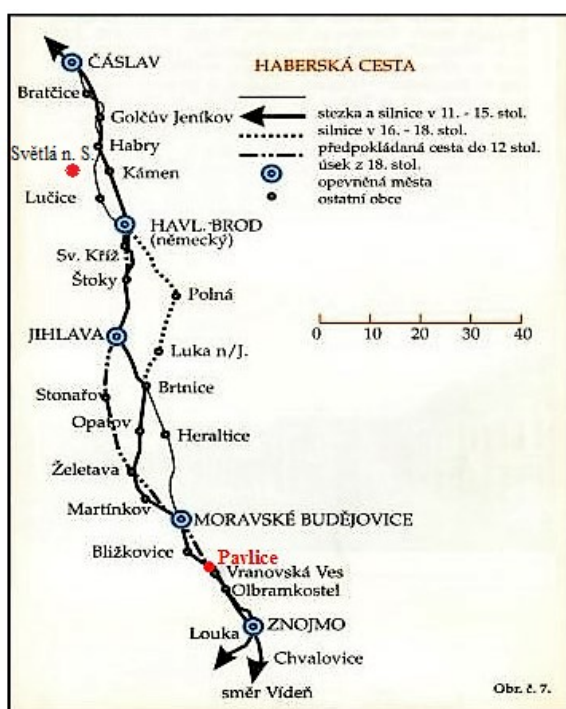 HABERSKÁ CESTA
stezka a silnice v 11. - 15. stol.
silnice v 16. - 18. stol.
předpokládaná cesta do 12 stol.
úsek z 18. stol.
opevněná města
ostatní obce
0 10 20 30 40
ČÁSLAV
Bratčice
Golčův Jeníkov
Habry
Světlá n. S.
Kámen
Lučice
HAVL. BROD
(německý)
Sv. Kříž
Štoky
Polná
JIHLAVA
Luka n/J.
Brtnice
Stonařo
Opatov
Heraltice
Želetava
Martínkov
MORAVSKÉ BUDĚJOVICE
Bližkovice
Pavlice
Vranovská Ves
Olbramkostel
ZNOJMO
Louka
Chvalovice
směr Vídeň
Obr. č. 7.